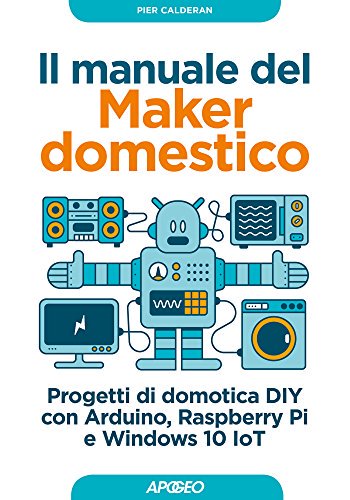 PIER CALDERAN
Il manuale del
Maker
domestico
Progetti di domotica DIY
con Arduino, Raspberry Pi
e Windows 10 IoT
APOGEO